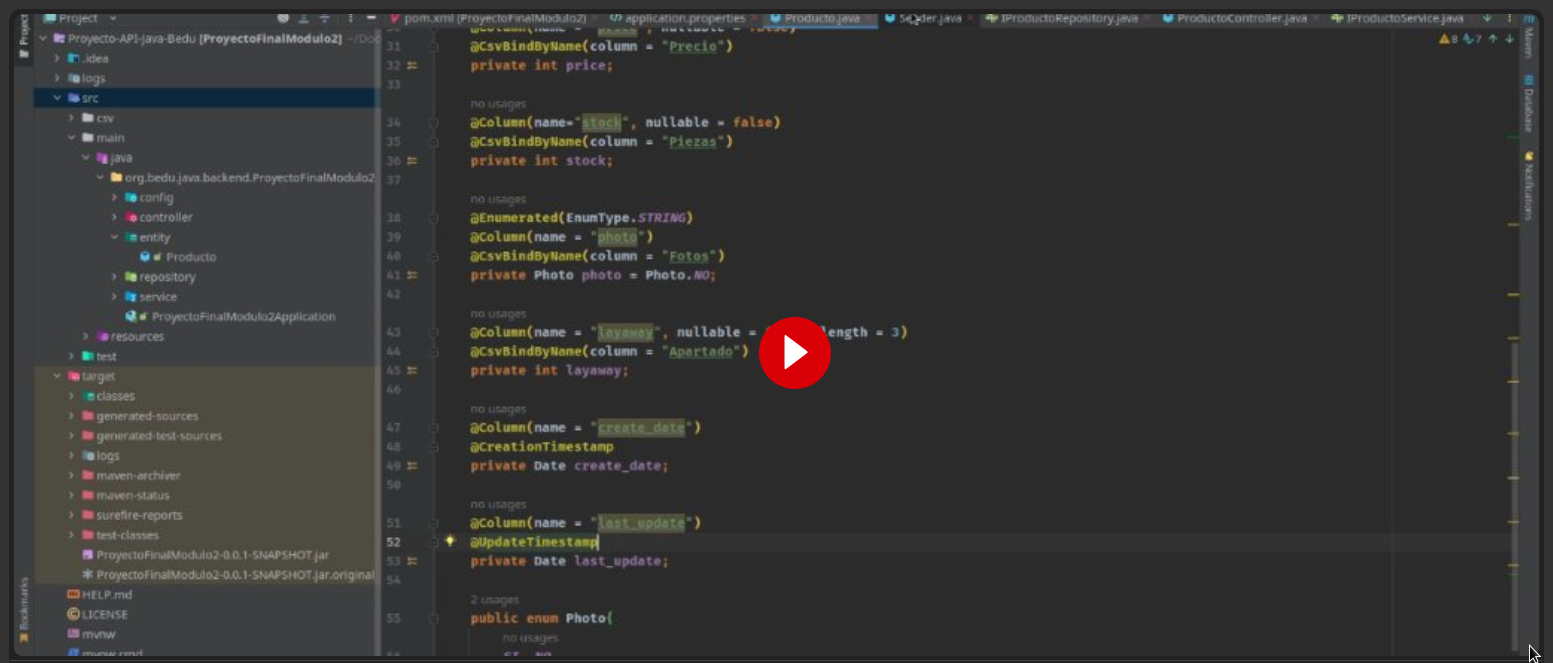 Project
pom.xml (ProyectoFinalModulo2)
application.properties
Producto.java
IProductoRepository.java
ProductoController.java
IProductoService.java
Project
Proyecto-API-Java-Bedu [ProyectoFinalModulo2]
.idea
logs
src
csv
main
java
org.bedu.java.backend.ProyectoFinalModulo2
config
controller
entity
Producto
repository
service
ProyectoFinalModulo2Application
resources
test
target
classes
generated-sources
generated-test-sources
logs
maven-archiver
maven-status
surefire-reports
test-classes
ProyectoFinalModulo2-0.0.1-SNAPSHOT.jar
ProyectoFinalModulo2-0.0.1-SNAPSHOT.jar.original
HELP.md
LICENSE
mvnw
mvnw.cmd
Bookmarks
31 @CsvBindByName(column = "Precio")
32 private int price;
33
no usages
34 @Column(name="stock", nullable = false)
35 @CsvBindByName(column = "Piezas")
36 private int stock;
37
no usages
38 @Enumerated(EnumType.STRING)
39 @Column(name = "photo")
40 @CsvBindByName(column = "Fotos")
41 private Photo photo = Photo.NO;
42
no usages
43 @Column(name = "layaway", nullable = length = 3)
44 @CsvBindByName(column = "Apartado")
45 private int layaway;
46
no usages
47 @Column(name = "create_date")
48 @CreationTimestamp
49 private Date create_date;
50
no usages
51 @Column(name = "last_update")
52 @UpdateTimestamp
53 private Date last_update;
54
2 usages
55 public enum Photo{
no usages
8 7
Maven
Database
Notifications